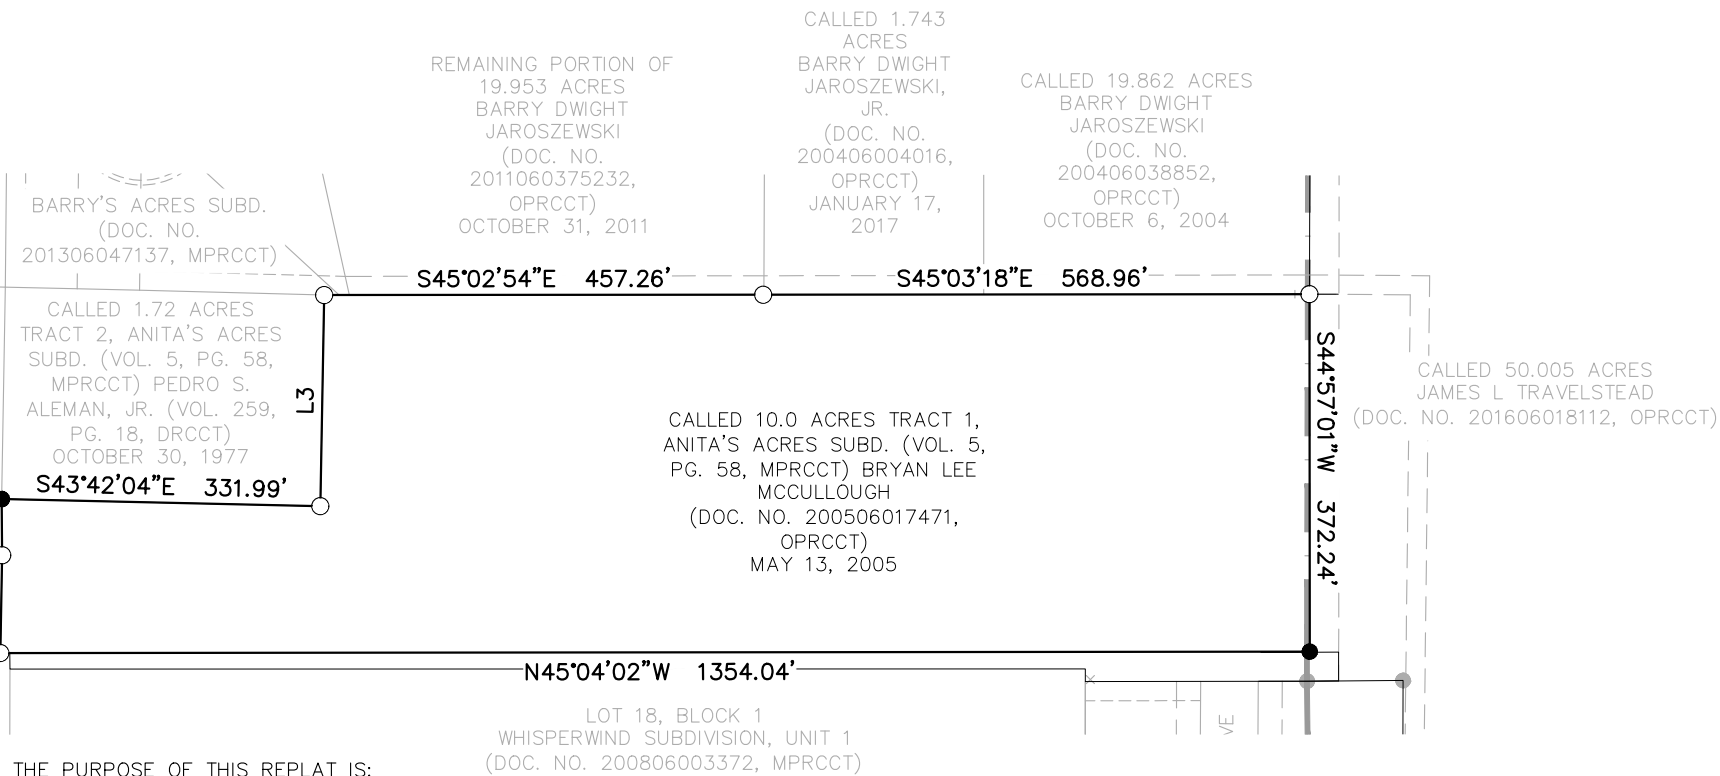 CALLED 1.743
ACRES
BARRY DWIGHT
JAROSZEWSKI,
JR.
(DOC. NO.
200406004016,
OPRCCT)
JANUARY 17,
2017
REMAINING PORTION OF
19.953 ACRES
BARRY DWIGHT
JAROSZEWSKI
(DOC. NO.
2011060375232,
OPRCCT)
OCTOBER 31, 2011
CALLED 19.862 ACRES
BARRY DWIGHT
JAROSZEWSKI
(DOC. NO.
200406038852,
OPRCCT)
OCTOBER 6, 2004
BARRY'S ACRES SUBD.
(DOC. NO.
201306047137, MPRCCT)
S45°02'54"E 457.26'
S45°03'18"E 568.96'
CALLED 1.72 ACRES
TRACT 2, ANITA'S ACRES
SUBD. (VOL. 5, PG. 58,
MPRCCT) PEDRO S.
ALEMAN, JR. (VOL. 259,
PG. 18, DRCCT)
OCTOBER 30, 1977
L3
S43°42'04"E 331.99'
CALLED 10.0 ACRES TRACT 1,
ANITA'S ACRES SUBD. (VOL. 5,
PG. 58, MPRCCT) BRYAN LEE
MCCULLOUGH
(DOC. NO. 200506017471,
OPRCCT)
MAY 13, 2005
S44°57'01"W 372.24'
CALLED 50.005 ACRES
JAMES L TRAVELSTEAD
(DOC. NO. 201606018112, OPRCCT)
N45°04'02"W 1354.04'
LOT 18, BLOCK 1
WHISPERWIND SUBDIVISION, UNIT 1
(DOC. NO. 200806003372, MPRCCT)
VE
THE PURPOSE OF THIS REPLAT IS: